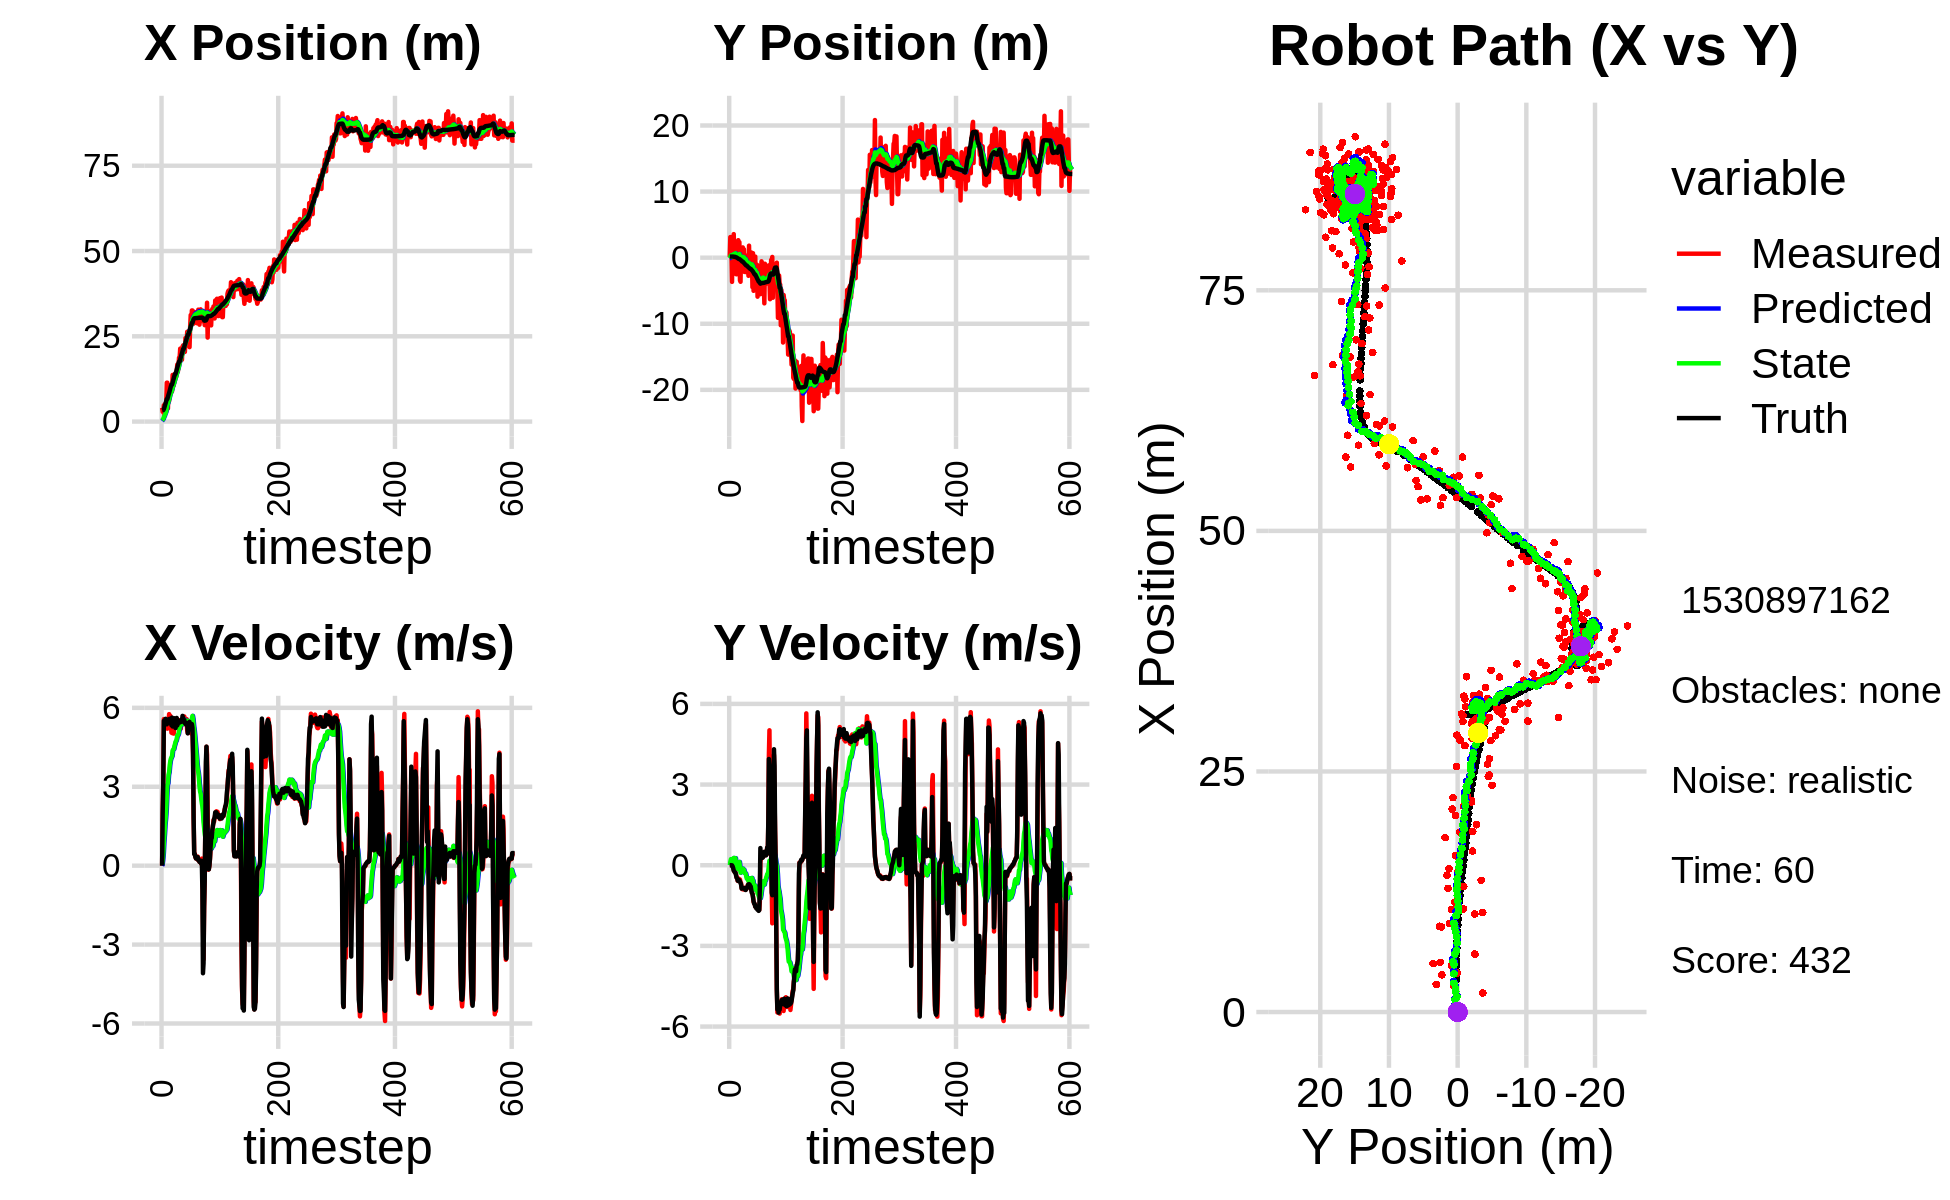 X Position (m)
75
50
25
0
0
200
400
600
timestep
Y Position (m)
20
10
0
-10
-20
0
200
400
600
timestep
X Velocity (m/s)
6
3
0
-3
-6
0
200
400
600
timestep
Y Velocity (m/s)
6
3
0
-3
-6
0
200
400
600
timestep
Robot Path (X vs Y)
X Position (m)
75
50
25
0
20 10 0 -10 -20
Y Position (m)
variable
Measured
Predicted
State
Truth
1530897162
Obstacles: none
Noise: realistic
Time: 60
Score: 432